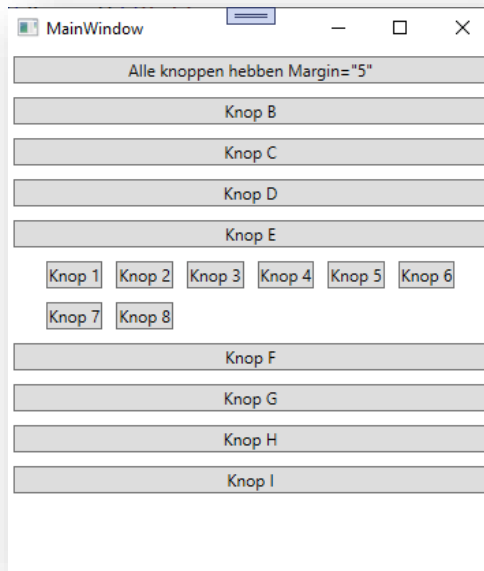 MainWindow
Alle knoppen hebben Margin="5"
Knop B
Knop C
Knop D
Knop E
Knop 1 Knop 2 Knop 3 Knop 4 Knop 5 Knop 6
Knop 7 Knop 8
Knop F
Knop G
Knop H
Knop I